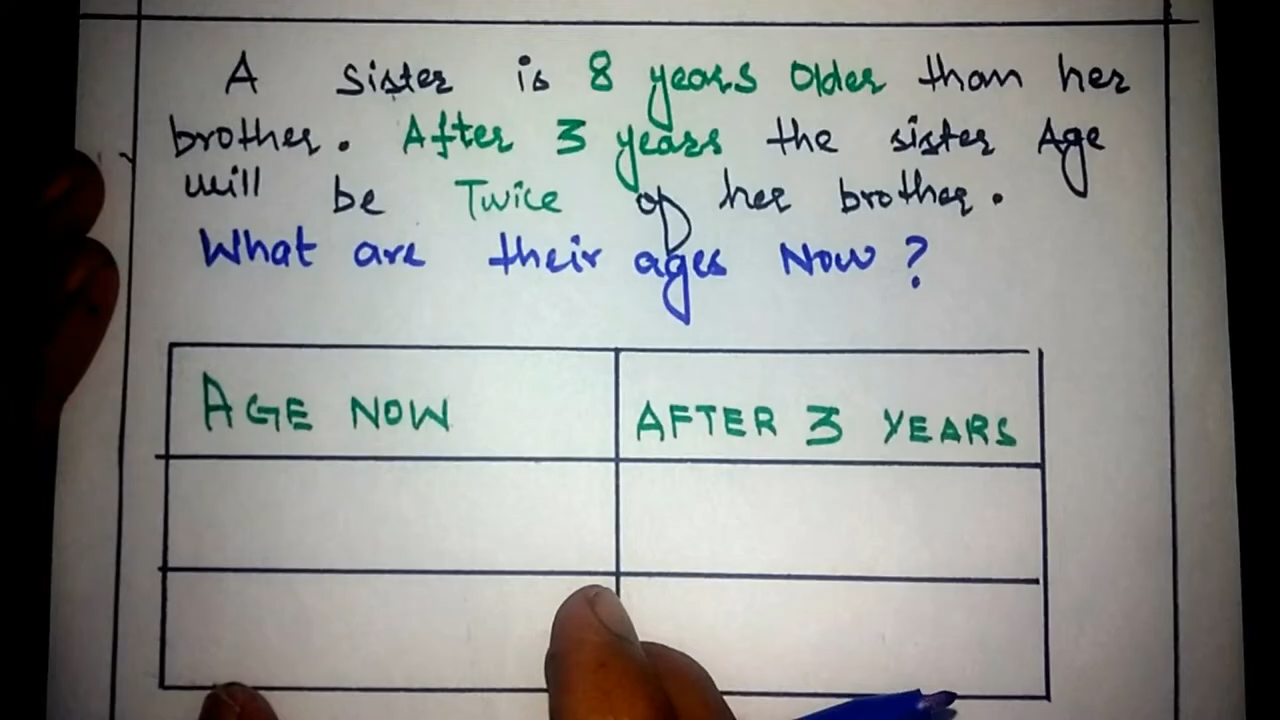 A sister is 8 years Older than her
brother. After 3 years the sister Age
will be Twice of her brother.
What are their ages Now?
AGE NOW
AFTER 3 YEARS